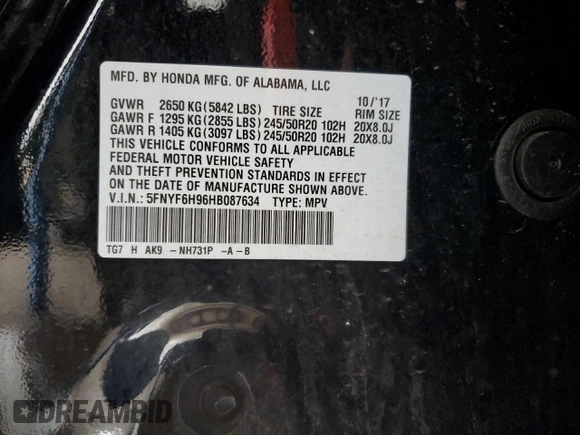 MFD. BY HONDA MFG. OF ALABAMA, LLC
10/'17
GVWR 2650 KG (5842 LBS) TIRE SIZE RIM SIZE
GAWR F 1295 KG (2855 LBS) 245/50R20 102H 20X8.0J
GAWR R 1405 KG (3097 LBS) 245/50R20 102H 20X8.0J
THIS VEHICLE CONFORMS TO ALL APPLICABLE
FEDERAL MOTOR VEHICLE SAFETY
AND THEFT PREVENTION STANDARDS IN EFFECT
ON THE DATE OF MANUFACTURE SHOWN ABOVE.
V.I.N.: 5FNYF6H96HB087634 TYPE: MPV
TG7 H AK9 -NH731P -A-B
DREAMBID